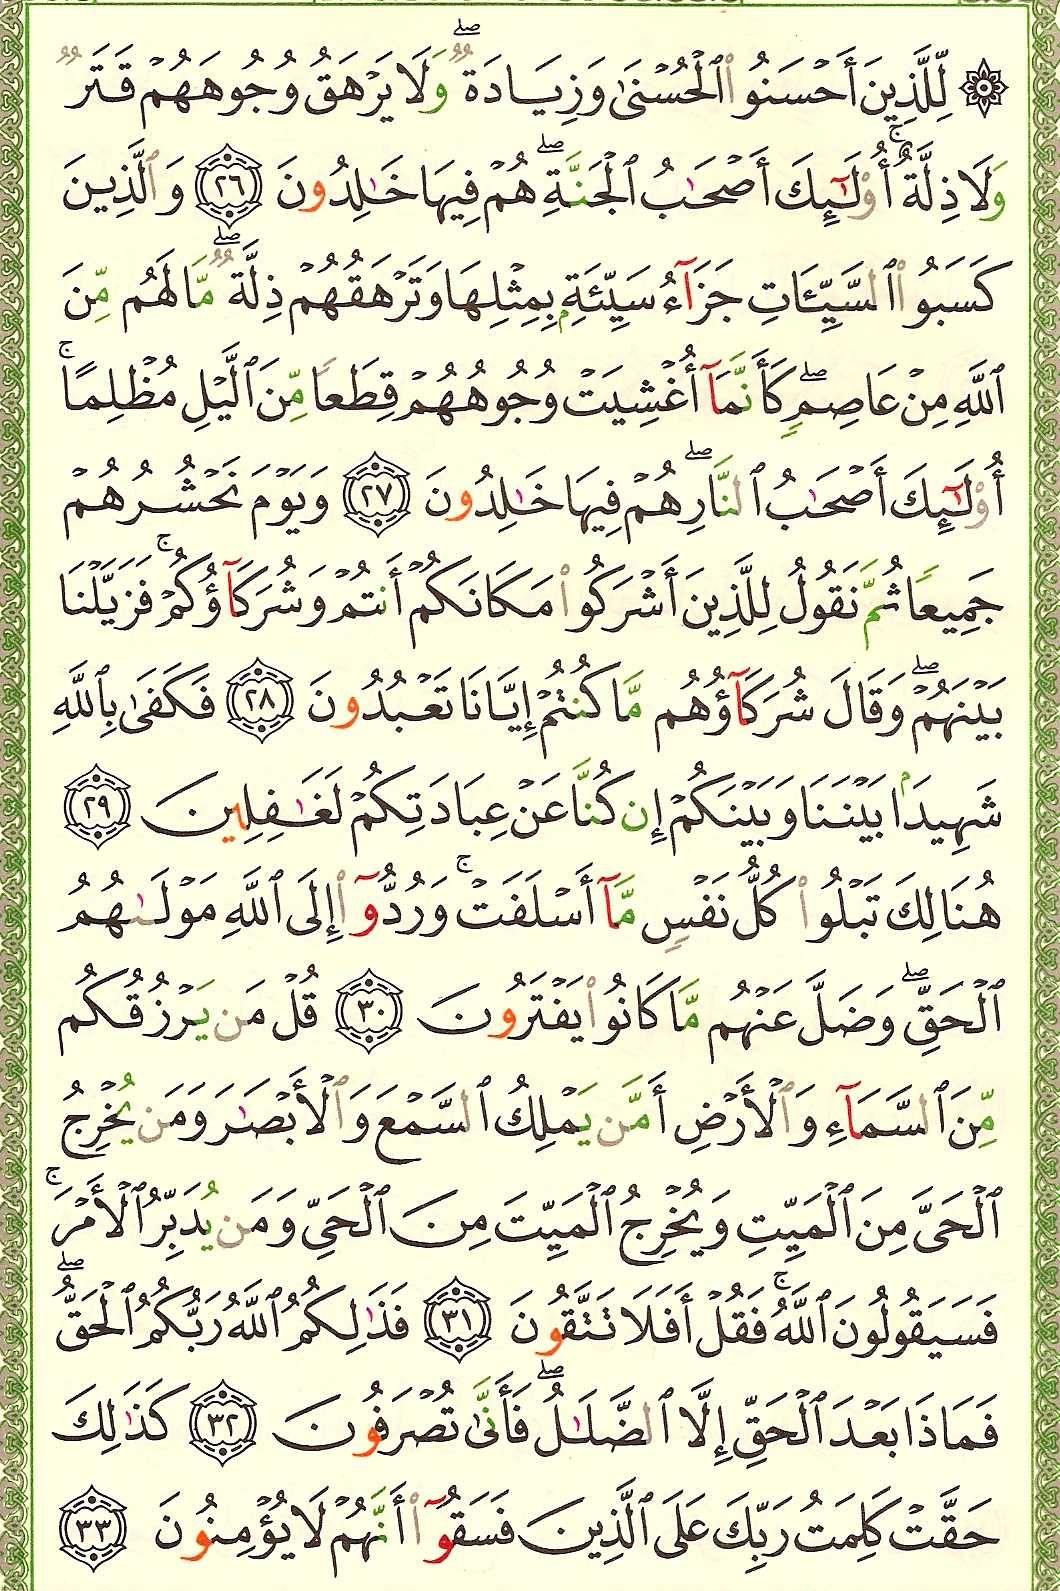 ۞ لِّلَّذِينَ أَحْسَنُوا۟ ٱلْحُسْنَىٰ وَزِيَادَةٌ ۖ وَلَا يَرْهَقُ وُجُوهَهُمْ قَتَرٌ
وَلَا ذِلَّةٌ ۚ أُو۟لَـٰٓئِكَ أَصْحَـٰبُ ٱلْجَنَّةِ ۖ هُمْ فِيهَا خَـٰلِدُونَ ٢٦ وَٱلَّذِينَ
كَسَبُوا۟ ٱلسَّيِّـَٔاتِ جَزَآءُ سَيِّئَةٍۭ بِمِثْلِهَا وَتَرْهَقُهُمْ ذِلَّةٌ ۖ مَّا لَهُم مِّنَ
ٱللَّهِ مِنْ عَاصِمٍ ۖ كَأَنَّمَآ أُغْشِيَتْ وُجُوهُهُمْ قِطَعًا مِّنَ ٱلَّيْلِ مُظْلِمًا ۚ
أُو۟لَـٰٓئِكَ أَصْحَـٰبُ ٱلنَّارِ ۖ هُمْ فِيهَا خَـٰلِدُونَ ٢٧ وَيَوْمَ نَحْشُرُهُمْ
جَمِيعًا ثُمَّ نَقُولُ لِلَّذِينَ أَشْرَكُوا۟ مَكَانَكُمْ أَنتُمْ وَشُرَكَآؤُكُمْ ۚ فَزَيَّلْنَا
بَيْنَهُمْ ۖ وَقَالَ شُرَكَآؤُهُم مَّا كُنتُمْ إِيَّانَا تَعْبُدُونَ ٢٨ فَكَفَىٰ بِٱللَّهِ
شَهِيدًۢا بَيْنَنَا وَبَيْنَكُمْ إِن كُنَّا عَنْ عِبَادَتِكُمْ لَغَـٰفِلِينَ ٢٩
هُنَالِكَ تَبْلُوا۟ كُلُّ نَفْسٍ مَّآ أَسْلَفَتْ ۚ وَرُدُّوٓا۟ إِلَى ٱللَّهِ مَوْلَىٰهُمُ
ٱلْحَقِّ ۖ وَضَلَّ عَنْهُم مَّا كَانُوا۟ يَفْتَرُونَ ٣٠ قُلْ مَن يَرْزُقُكُم
مِّنَ ٱلسَّمَآءِ وَٱلْأَرْضِ أَمَّن يَمْلِكُ ٱلسَّمْعَ وَٱلْأَبْصَـٰرَ وَمَن يُخْرِجُ
ٱلْحَىَّ مِنَ ٱلْمَيِّتِ وَيُخْرِجُ ٱلْمَيِّتَ مِنَ ٱلْحَىِّ وَمَن يُدَبِّرُ ٱلْأَمْرَ ۚ
فَسَيَقُولُونَ ٱللَّهُ ۚ فَقُلْ أَفَلَا تَتَّقُونَ ٣١ فَذَٰلِكُمُ ٱللَّهُ رَبُّكُمُ ٱلْحَقُّ ۖ
فَمَاذَا بَعْدَ ٱلْحَقِّ إِلَّا ٱلضَّلَـٰلُ ۖ فَأَنَّىٰ تُصْرَفُونَ ٣٢ كَذَٰلِكَ
حَقَّتْ كَلِمَتُ رَبِّكَ عَلَى ٱلَّذِينَ فَسَقُوٓا۟ أَنَّهُمْ لَا يُؤْمِنُونَ ٣٣